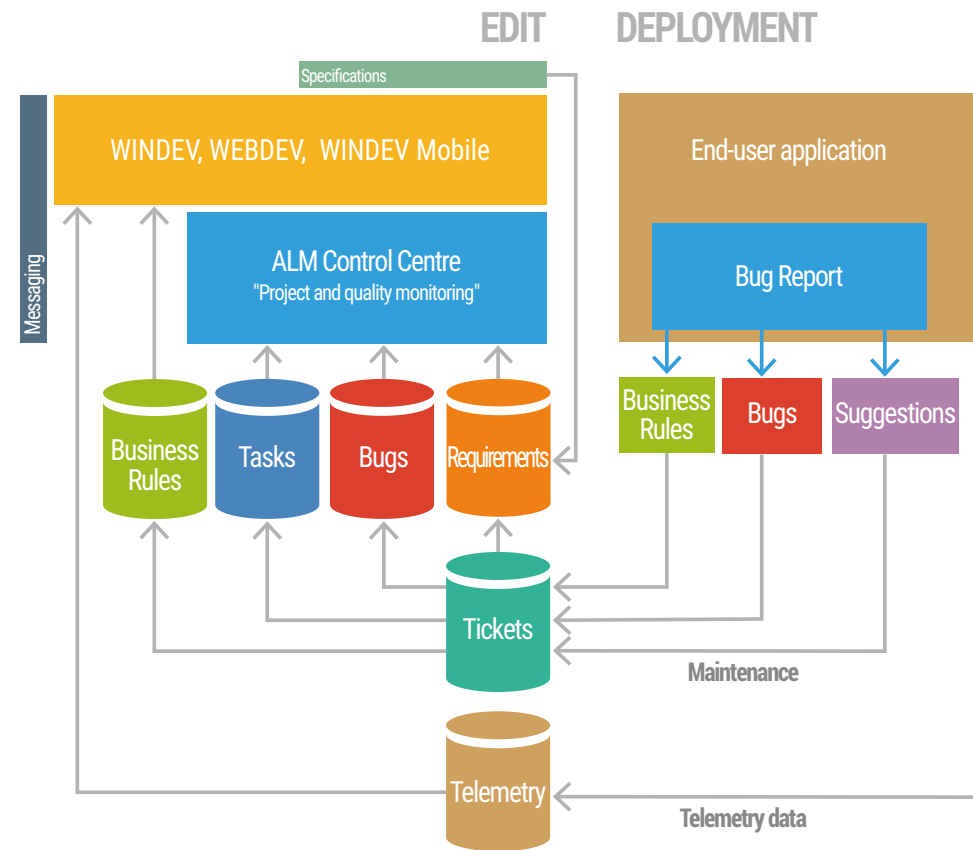 EDIT
DEPLOYMENT
Specifications
Messaging
WINDEV, WEBDEV,  WINDEV Mobile
End-user application
ALM Control Centre
"Project and quality monitoring"
Bug Report
Business
Rules
Tasks
Bugs
Requirements
Business
Rules
Bugs
Suggestions
Tickets
Maintenance
Telemetry
Telemetry data